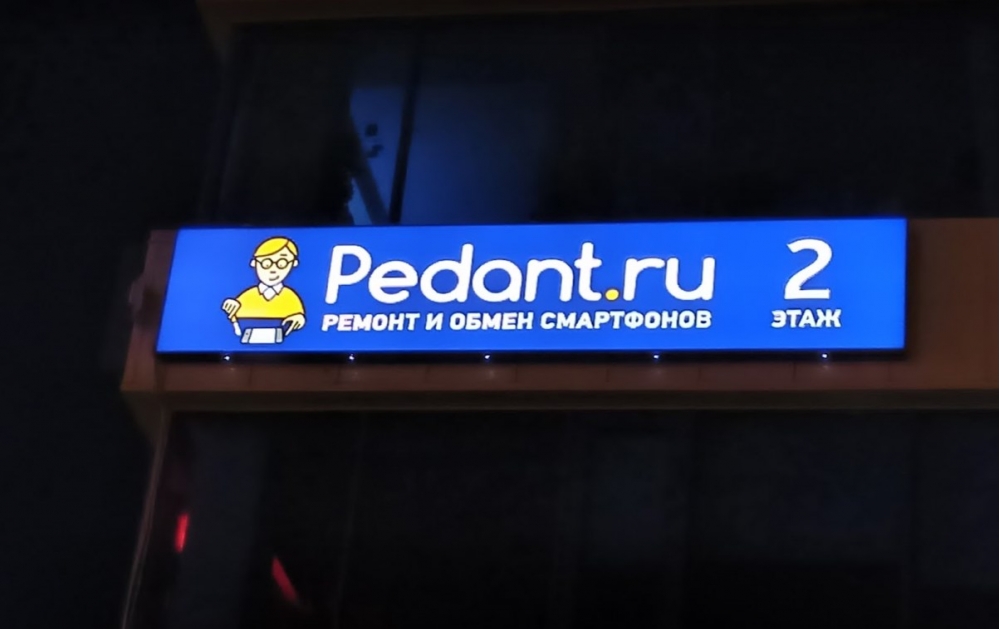 Pedant.ru
РЕМОНТ И ОБМЕН СМАРТФОНОВ
2
ЭТАЖ